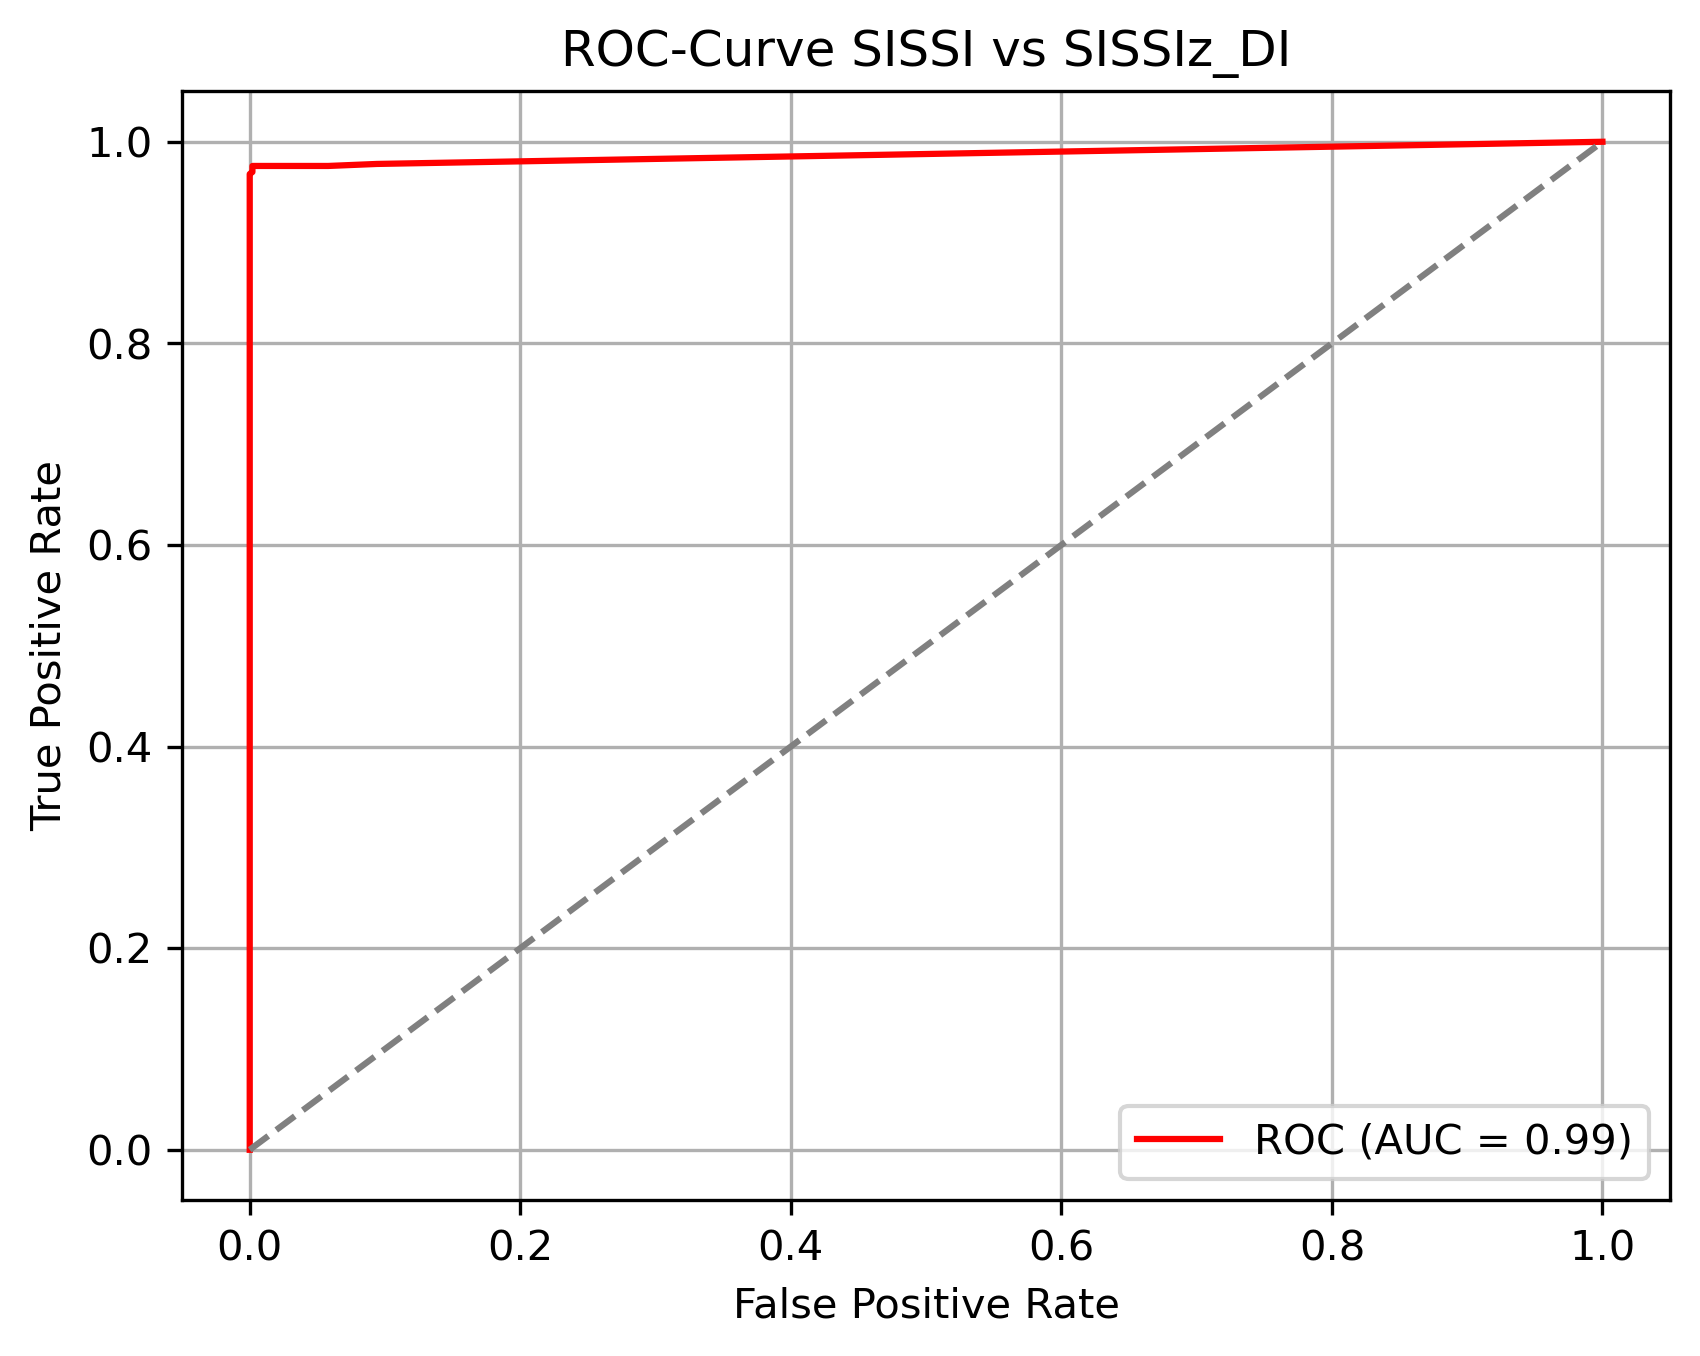 ROC-Curve SISSI vs SISSIz_DI
True Positive Rate
1.0
0.8
0.6
0.4
0.2
0.0
ROC (AUC = 0.99)
0.0 0.2 0.4 0.6 0.8 1.0
False Positive Rate